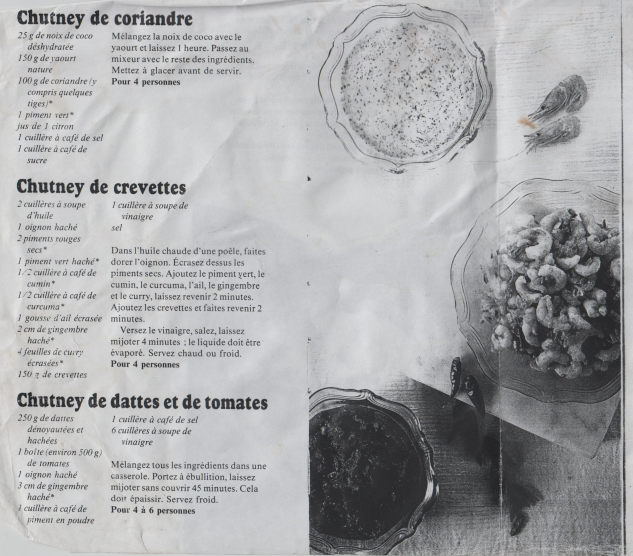 Chutney de coriandre
25 g de noix de coco
déshydratée
150 g de yaourt
nature
100 g de coriandre (y
compris quelques
tiges)*
1 piment vert*
jus de 1 citron
1 cuillère à café de sel
1 cuillère à café de
sucre
Mélangez la noix de coco avec le
yaourt et laissez 1 heure. Passez au
mixeur avec le reste des ingrédients.
Mettez à glacer avant de servir.
Pour 4 personnes
Chutney de crevettes
2 cuillères à soupe
d'huile
1 oignon haché
2 piments rouges
secs*
1 piment vert haché*
1/2 cuillère à café de
cumin*
1/2 cuillère à café de
curcuma*
1 gousse d'ail écrasée
2 cm de gingembre
haché*
4 feuilles de curry
écrasées*
150 g de crevettes
1 cuillère à soupe de
vinaigre
sel
Dans l'huile chaude d'une poêle, faites
dorer l'oignon. Écrasez dessus les
piments secs. Ajoutez le piment vert, le
cumin, le curcuma, l'ail, le gingembre
et le curry, laissez revenir 2 minutes.
Ajoutez les crevettes et faites revenir 2
minutes.
Versez le vinaigre, salez, laissez
mijoter 4 minutes ; le liquide doit être
évaporé. Servez chaud ou froid.
Pour 4 personnes
Chutney de dattes et de tomates
250 g de dattes
dénoyautées et
hachées
1 boîte (environ 500 g)
de tomates
1 oignon haché
3 cm de gingembre
haché*
1 cuillère à café de
piment en poudre
1 cuillère à café de sel
6 cuillères à soupe de
vinaigre
Mélangez tous les ingrédients dans une
casserole. Portez à ébullition, laissez
mijoter sans couvrir 45 minutes. Cela
doit épaissir. Servez froid.
Pour 4 à 6 personnes